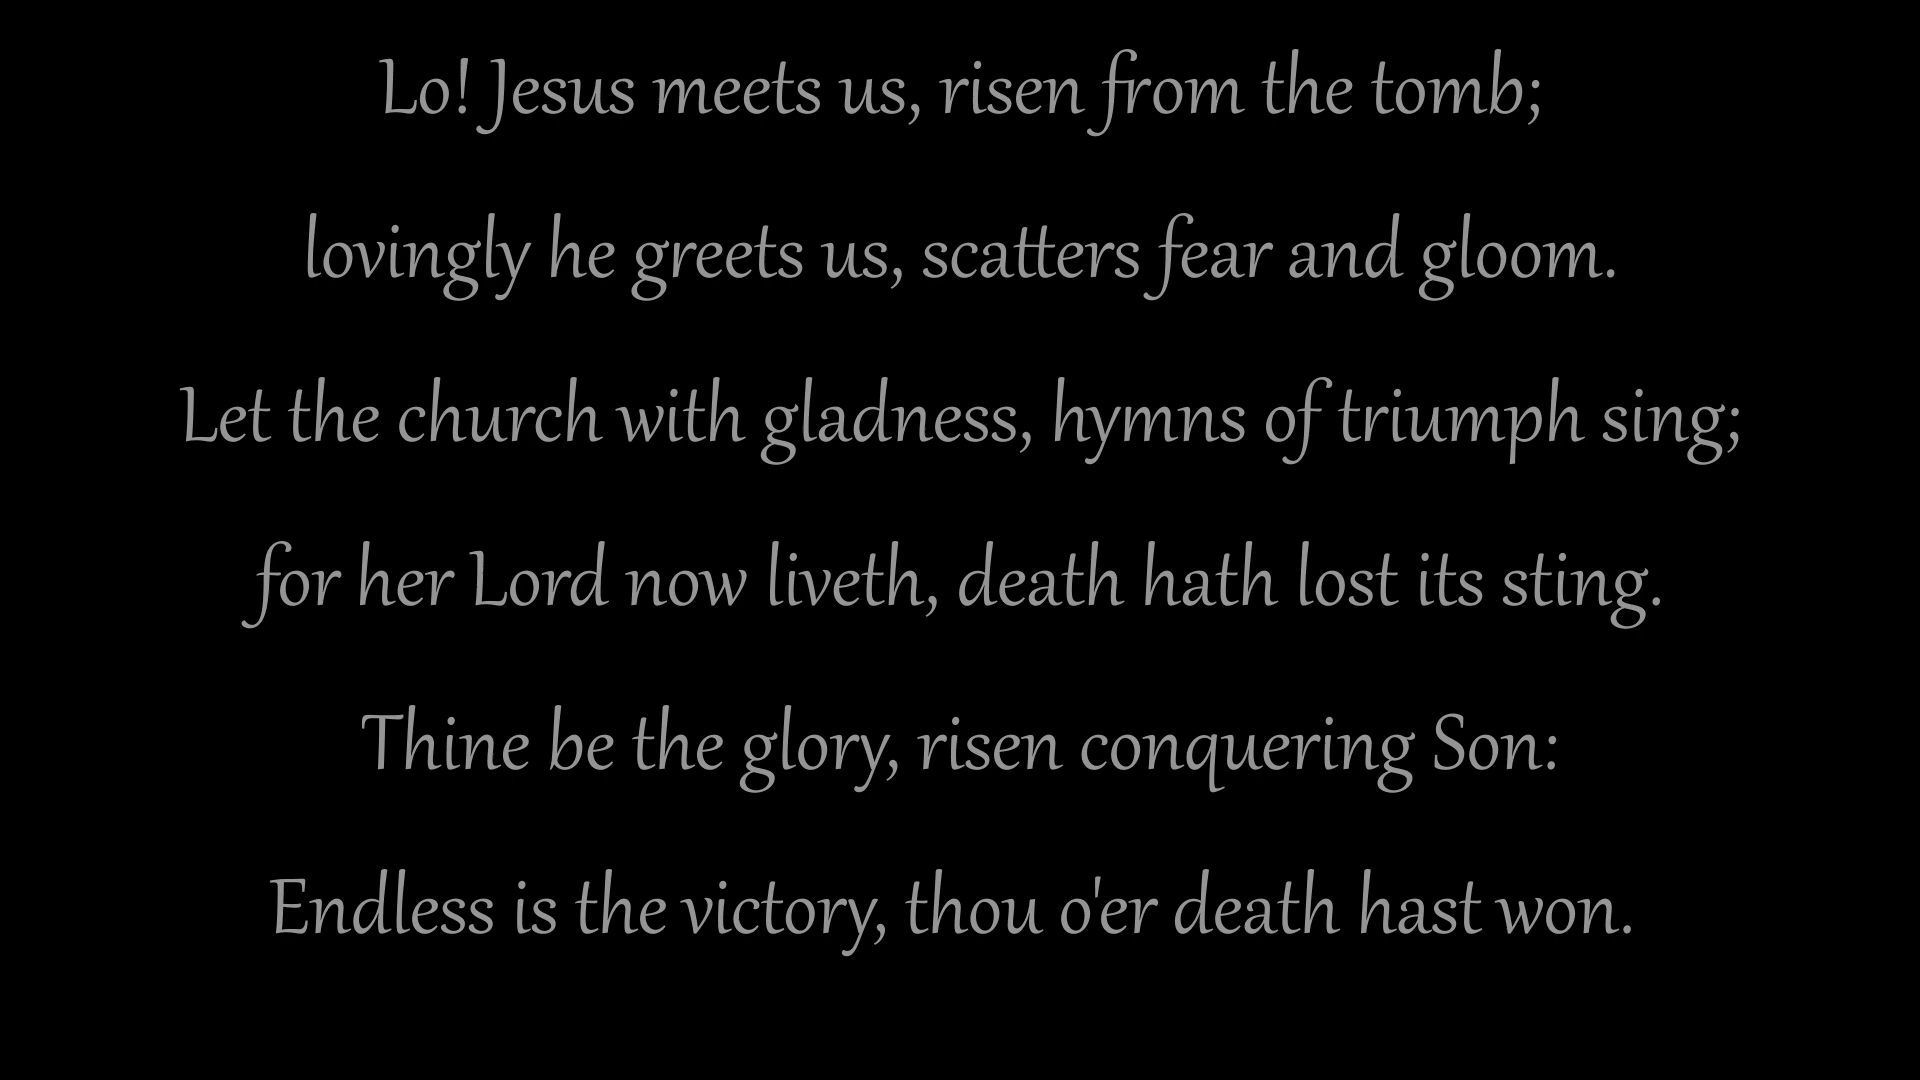 Lo! Jesus meets us, risen from the tomb;
lovingly he greets us, scatters fear and gloom.
Let the church with gladness, hymns of triumph sing;
for her Lord now liveth, death hath lost its sting.
Thine be the glory, risen conquering Son:
Endless is the victory, thou o'er death hast won.